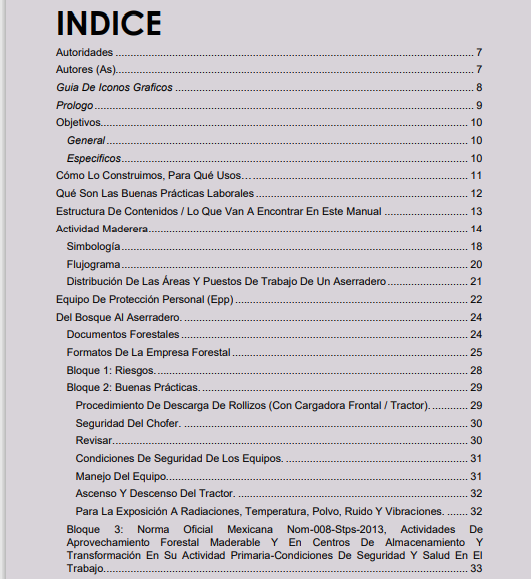 INDICE
Autoridades ........................................................ 7
Autores (As)........................................................ 7
Guia De Iconos Graficos ........................................................ 8
Prologo ........................................................ 9
Objetivos........................................................ 10
General ........................................................ 10
Especificos........................................................ 10
Cómo Lo Construimos, Para Qué Usos... ........................................................ 11
Qué Son Las Buenas Prácticas Laborales ........................................................ 12
Estructura De Contenidos / Lo Que Van A Encontrar En Este Manual ........................... 13
Actividad Maderera........................................................ 14
Simbología........................................................ 18
Flujograma........................................................ 20
Distribución De Las Áreas Y Puestos De Trabajo De Un Aserradero ........................... 21
Equipo De Protección Personal (Epp) ........................................................ 22
Del Bosque Al Aserradero. ........................................................ 24
Documentos Forestales ........................................................ 24
Formatos De La Empresa Forestal ........................................................ 25
Bloque 1: Riesgos. ........................................................ 28
Bloque 2: Buenas Prácticas. ........................................................ 29
Procedimiento De Descarga De Rollizos (Con Cargadora Frontal / Tractor). ............ 29
Seguridad Del Chofer. ........................................................ 30
Revisar........................................................ 30
Condiciones De Seguridad De Los Equipos. ........................................................ 31
Manejo Del Equipo........................................................ 31
Ascenso Y Descenso Del Tractor. ........................................................ 32
Para La Exposición A Radiaciones, Temperatura, Polvo, Ruido Y Vibraciones. ....... 32
Bloque 3: Norma Oficial Mexicana Nom-008-Stps-2013, Actividades De
Aprovechamiento Forestal Maderable Y En Centros De Almacenamiento Y
Transformación En Su Actividad Primaria-Condiciones De Seguridad Y Salud En El
Trabajo........................................................ 33